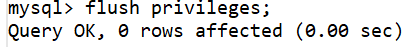 mysql> flush privileges;
Query OK, 0 rows affected (0.00 sec)